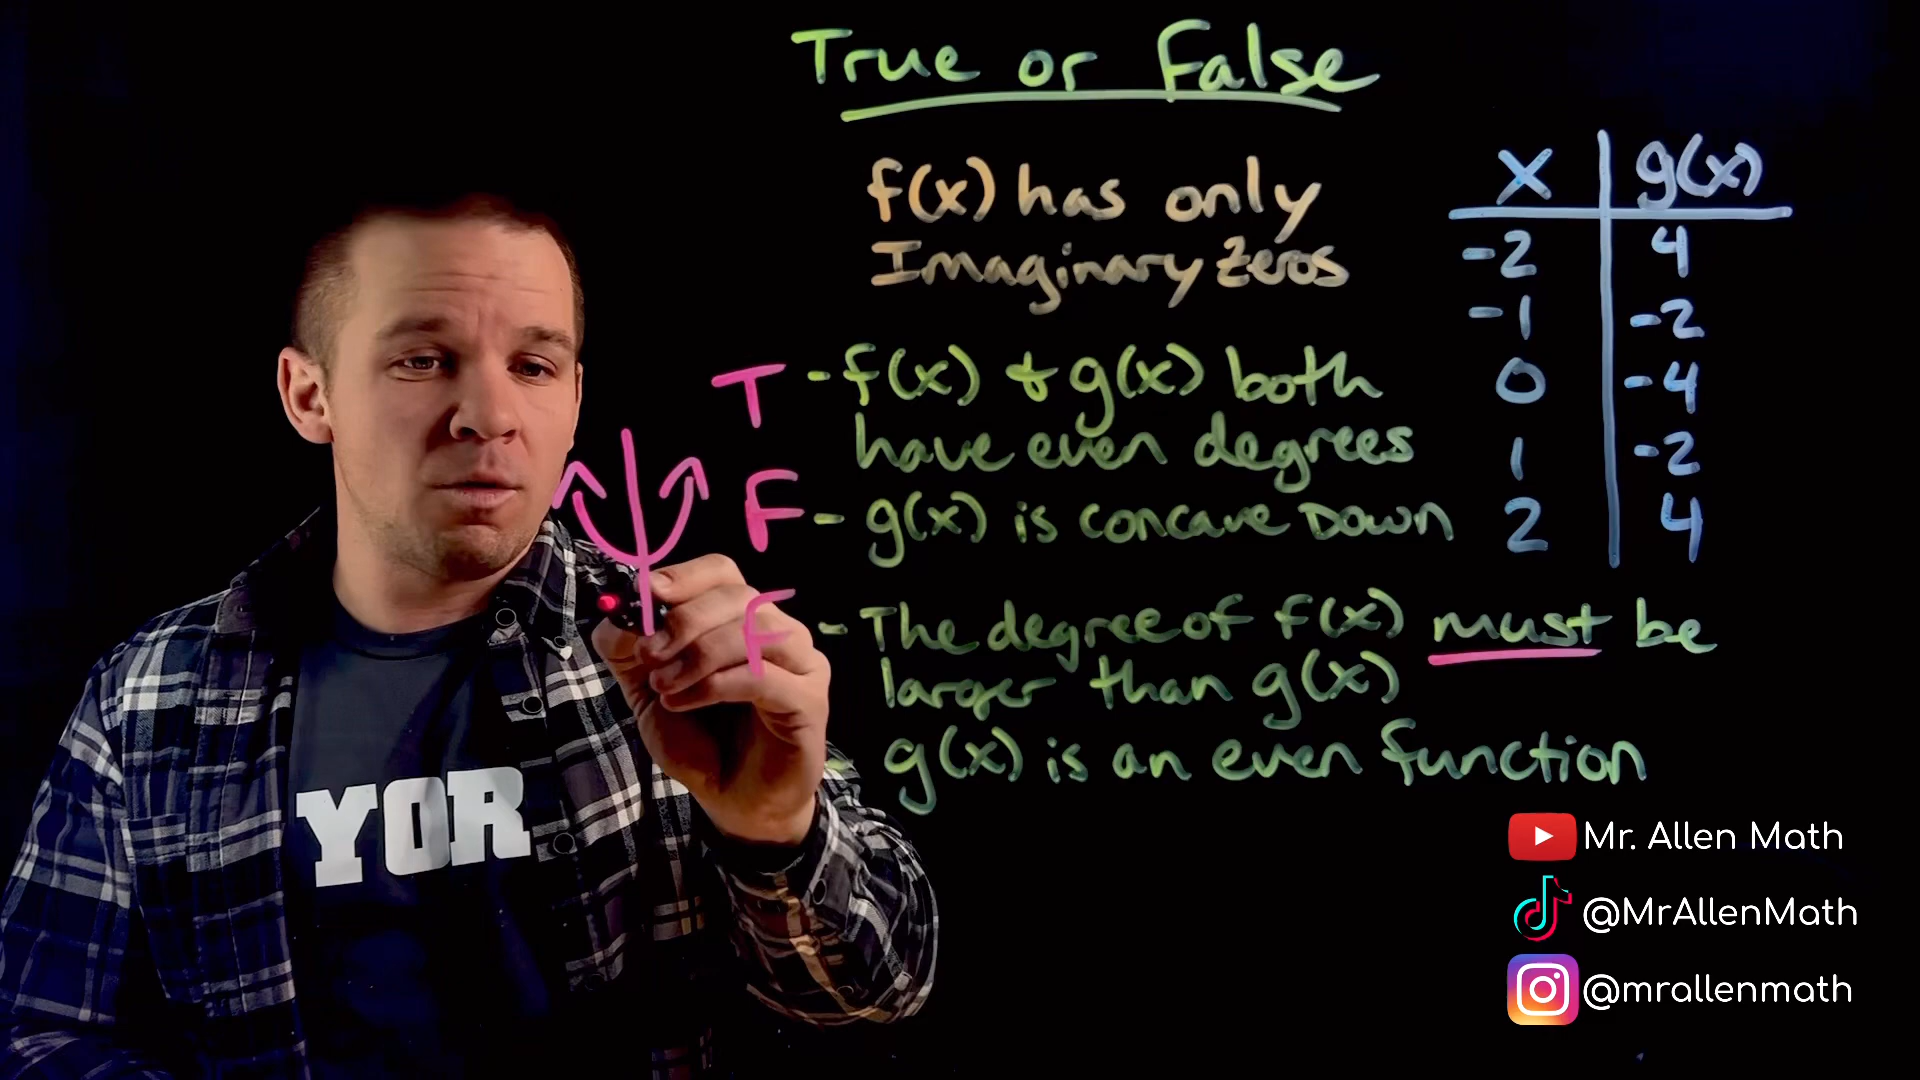 True or False
f(x) has only
Imaginary Zeros
x g(x)
-2 4
-1 -2
0 -4
1 -2
2 4
T - f(x) & g(x) both
have even degrees
F - g(x) is concave Down
F - The degree of f(x) must be
larger than g(x)
- g(x) is an even function
YOR
Mr. Allen Math
@MrAllenMath
@mrallenmath